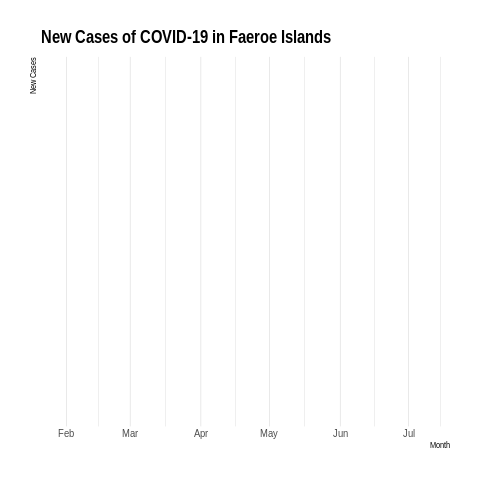 New Cases of COVID-19 in Faeroe Islands
New Cases
Feb Mar Apr May Jun Jul
Month